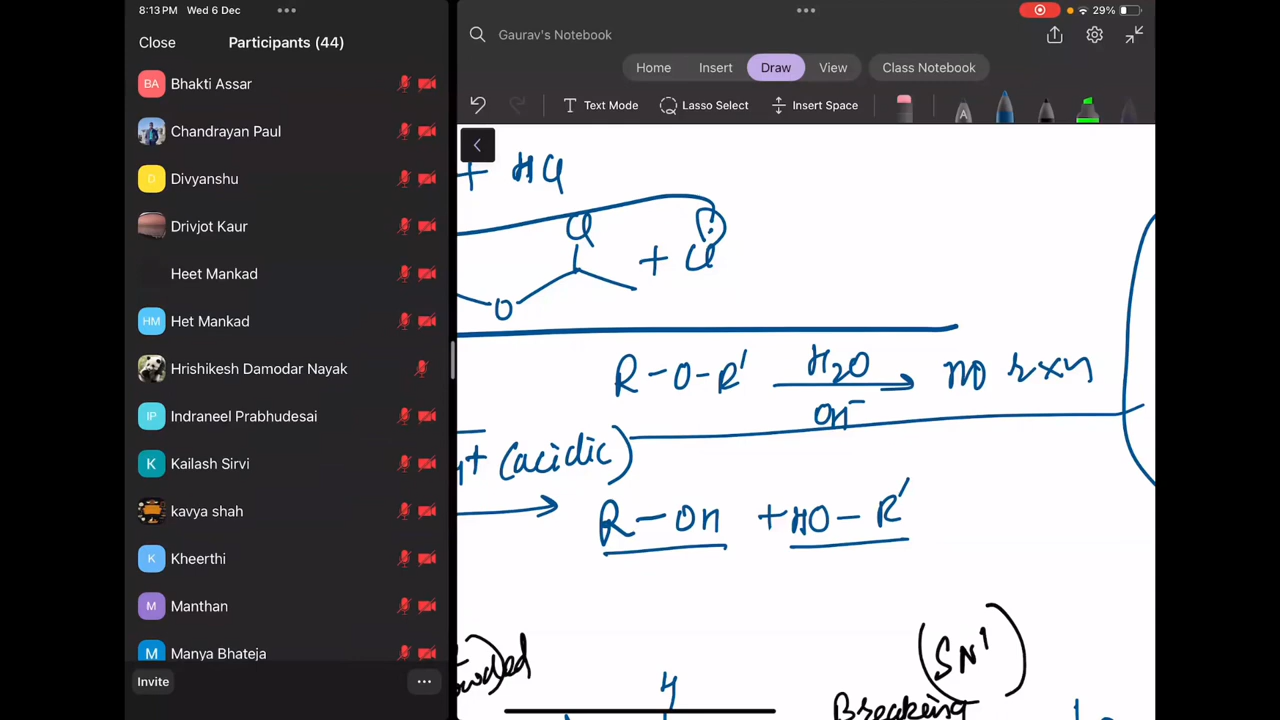 8:13 PM Wed 6 Dec
29%
Close Participants (44)
BA Bhakti Assar
Chandrayan Paul
D Divyanshu
Drivjot Kaur
Heet Mankad
HM Het Mankad
Hrishikesh Damodar Nayak
IP Indraneel Prabhudesai
K Kailash Sirvi
kavya shah
K Kheerthi
M Manthan
M Manya Bhateja
Invite
Gaurav's Notebook
Home Insert Draw View Class Notebook
Text Mode Lasso Select Insert Space
A
+ HCl
Cl
O + Cl
R-O-R' H2O no rxn
OH-
+ (acidic)
R-OH + HO-R'
(SN1)
Breaking